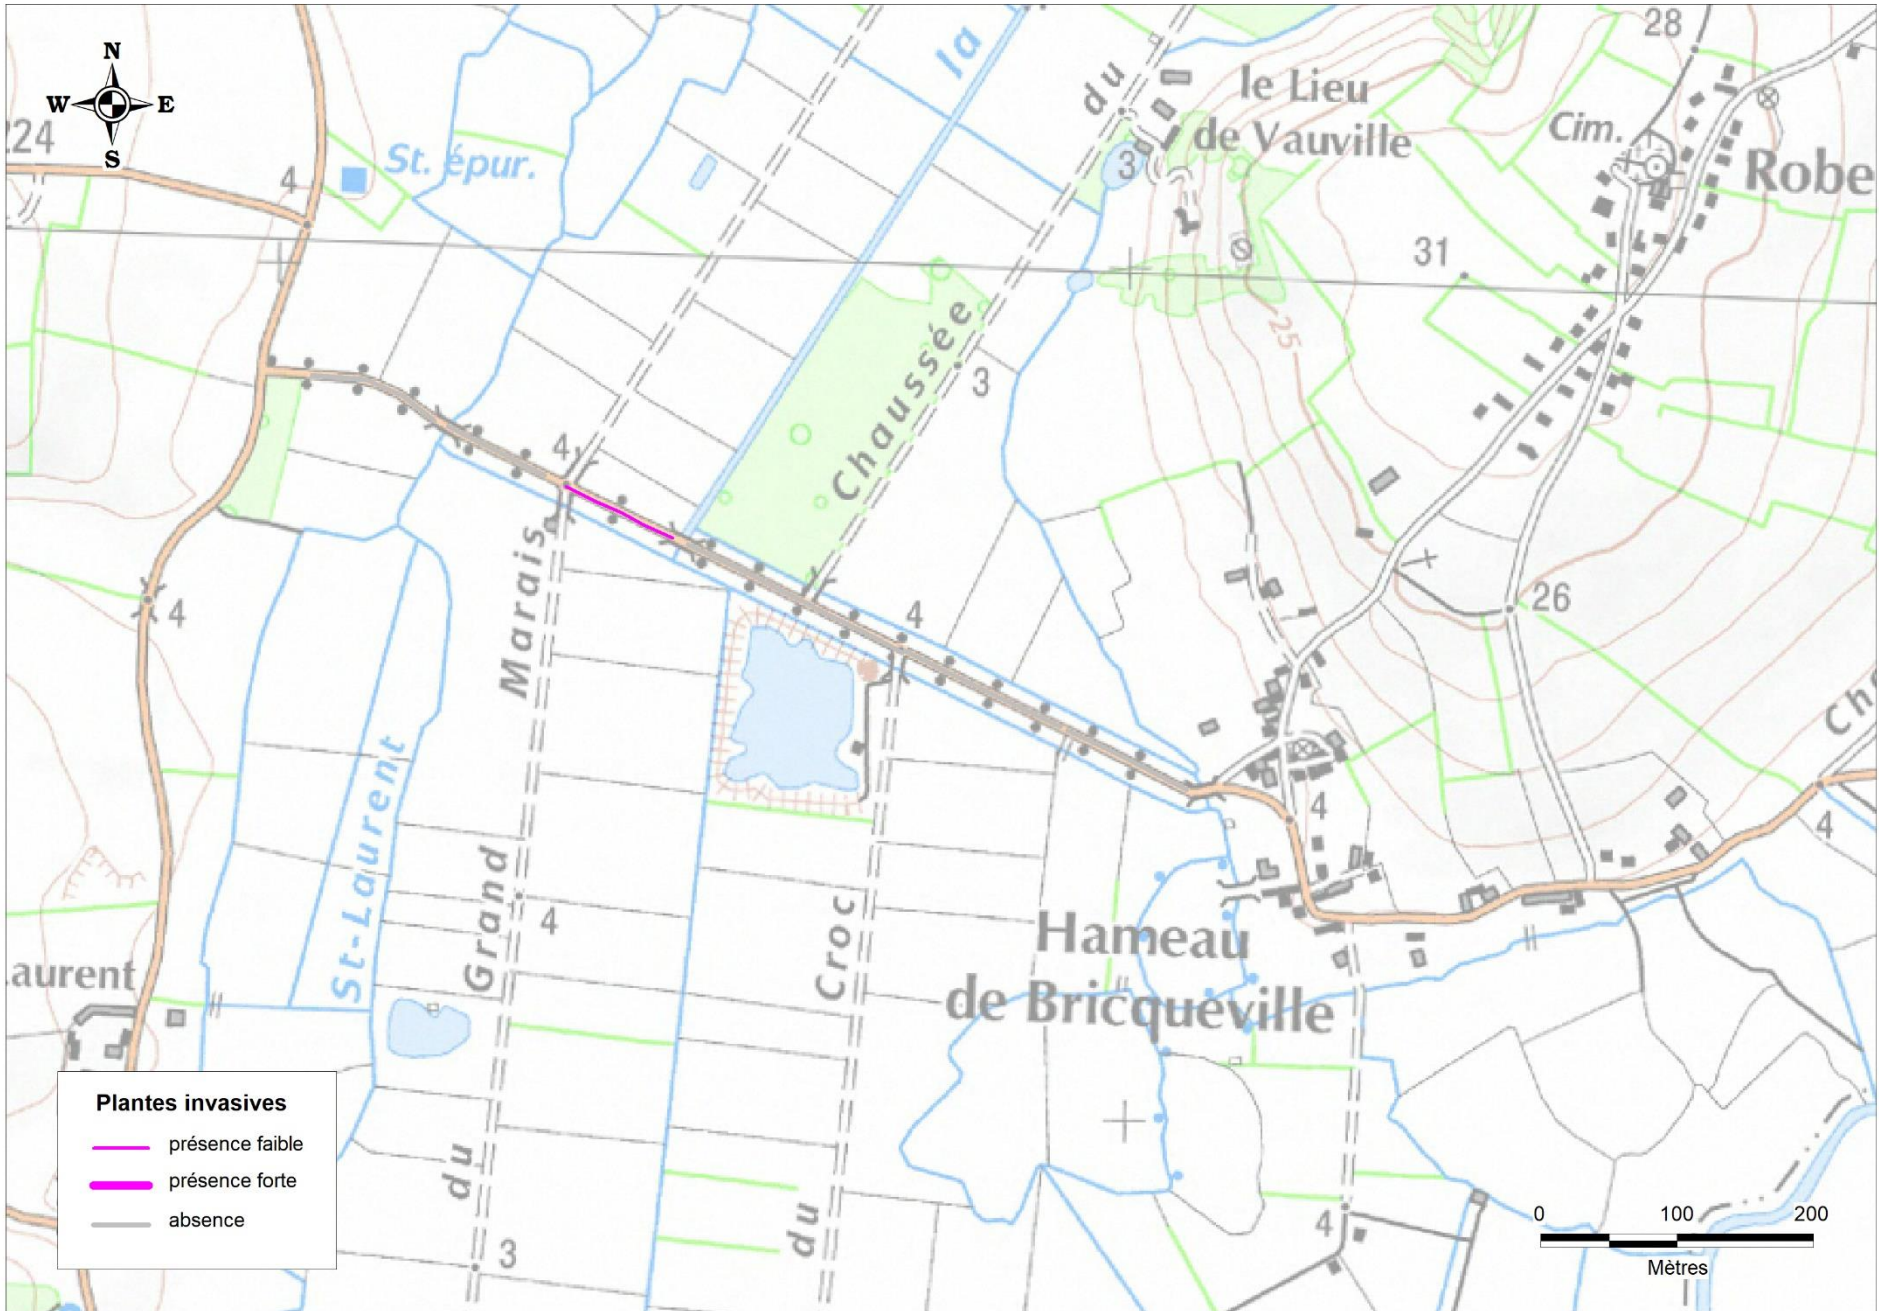 N
W E
S
224
4
St. épur.
la
du
3
le Lieu
de Vauville
28
Cim.
Robe
31
25
Chaussée
3
4
4
4
26
Marais
Grand
du
4
3
St-Laurent
aurent
Croc
du
Hameau
de Bricqueville
4
4
4
Ch
Plantes invasives
présence faible
présence forte
absence
0 100 200
Mètres